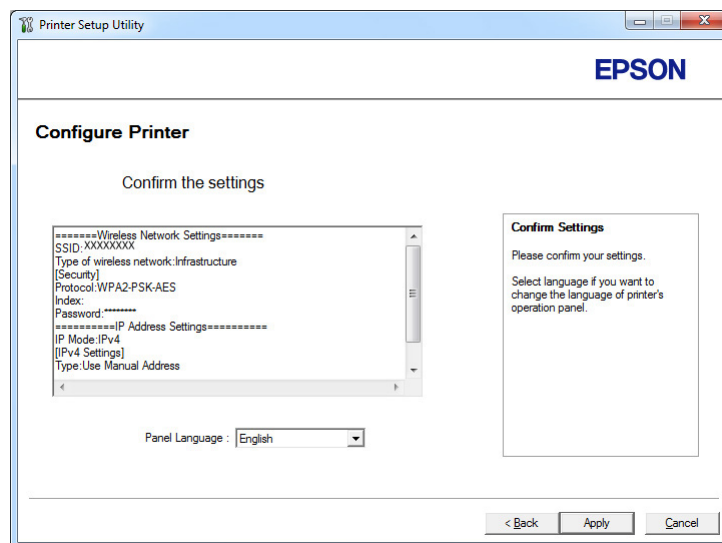 Printer Setup Utility
EPSON
Configure Printer
Confirm the settings
=======Wireless Network Settings=======
SSID:XXXXXXXX
Type of wireless network:Infrastructure
[Security]
Protocol:WPA2-PSK-AES
Index:
Password:********
==========IP Address Settings==========
IP Mode:IPv4
[IPv4 Settings]
Type:Use Manual Address
Confirm Settings
Please confirm your settings.
Select language if you want to
change the language of printer's
operation panel.
Panel Language : English
< Back
Apply
Cancel